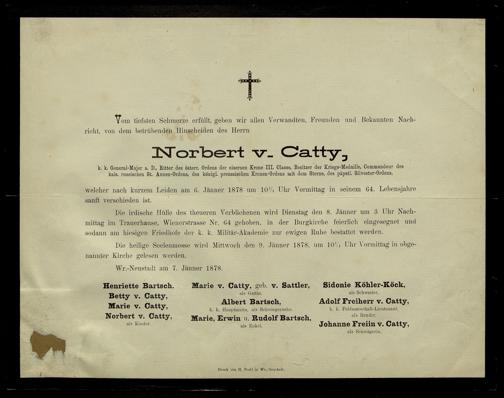 Vom tiefsten Schmerze erfüllt, geben wir allen Verwandten, Freunden und Bekannten Nach-
richt, von dem betrübenden Hinscheiden des Herrn
Norbert v. Catty,
k. k. General-Major a. D., Ritter des österr. Ordens der eisernen Krone III. Classe, Besitzer der Kriegs-Medaille, Commandeur des
kais. russischen St. Annen-Ordens, des königl. preussischen Kronen-Ordens mit dem Sterne, des päpstl. Silvester-Ordens,
welcher nach kurzem Leiden am 6. Jänner 1878 um 10¼ Uhr Vormittag in seinem 64. Lebensjahre
sanft verschieden ist.
Die irdische Hülle des theueren Verblichenen wird Dienstag den 8. Jänner um 3 Uhr Nach-
mittag im Trauerhause, Wienerstrasse Nr. 64 gehoben, in der Burgkirche feierlich eingesegnet und
sodann am hiesigen Friedhofe der k. k. Militär-Akademie zur ewigen Ruhe bestattet werden.
Die heilige Seelenmesse wird Mittwoch den 9. Jänner 1878, um 10½ Uhr Vormittag in obge-
nannter Kirche gelesen werden.
Wr.-Neustadt am 7. Jänner 1878.
Henriette Bartsch,
Betty v. Catty,
Marie v. Catty,
Norbert v. Catty,
als Kinder.
Marie v. Catty, geb. v. Sattler,
als Gattin.
Albert Bartsch,
k. k. Hauptmann, als Schwiegersohn.
Marie, Erwin u. Rudolf Bartsch,
als Enkel.
Sidonie Köhler-Köck,
als Schwester.
Adolf Freiherr v. Catty,
k. k. Feldmarschall-Lieutenant,
als Bruder.
Johanne Freiin v. Catty,
als Schwägerin.
Druck von in Wr.-Neustadt.